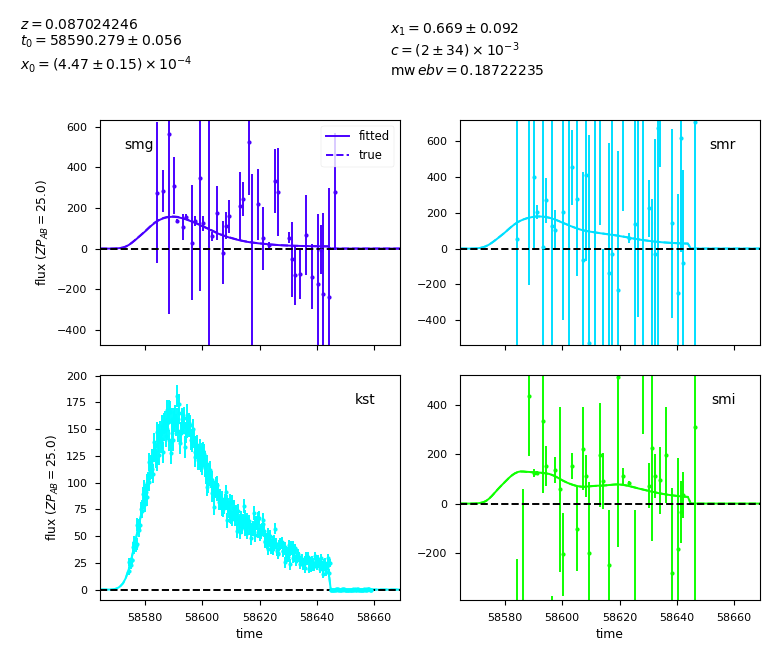 z = 0.087024246
t₀ = 58590.279 ± 0.056
x₀ = (4.47 ± 0.15) × 10⁻⁴
x₁ = 0.669 ± 0.092
c = (2 ± 34) × 10⁻³
mw ebv = 0.18722235
smg
fitted
true
600
400
200
0
−200
−400
flux (ZP_AB = 25.0)
smr
600
400
200
0
−200
−400
kst
200
175
150
125
100
75
50
25
0
flux (ZP_AB = 25.0)
58580 58600 58620 58640 58660
time
smi
400
200
0
−200
58580 58600 58620 58640 58660
time